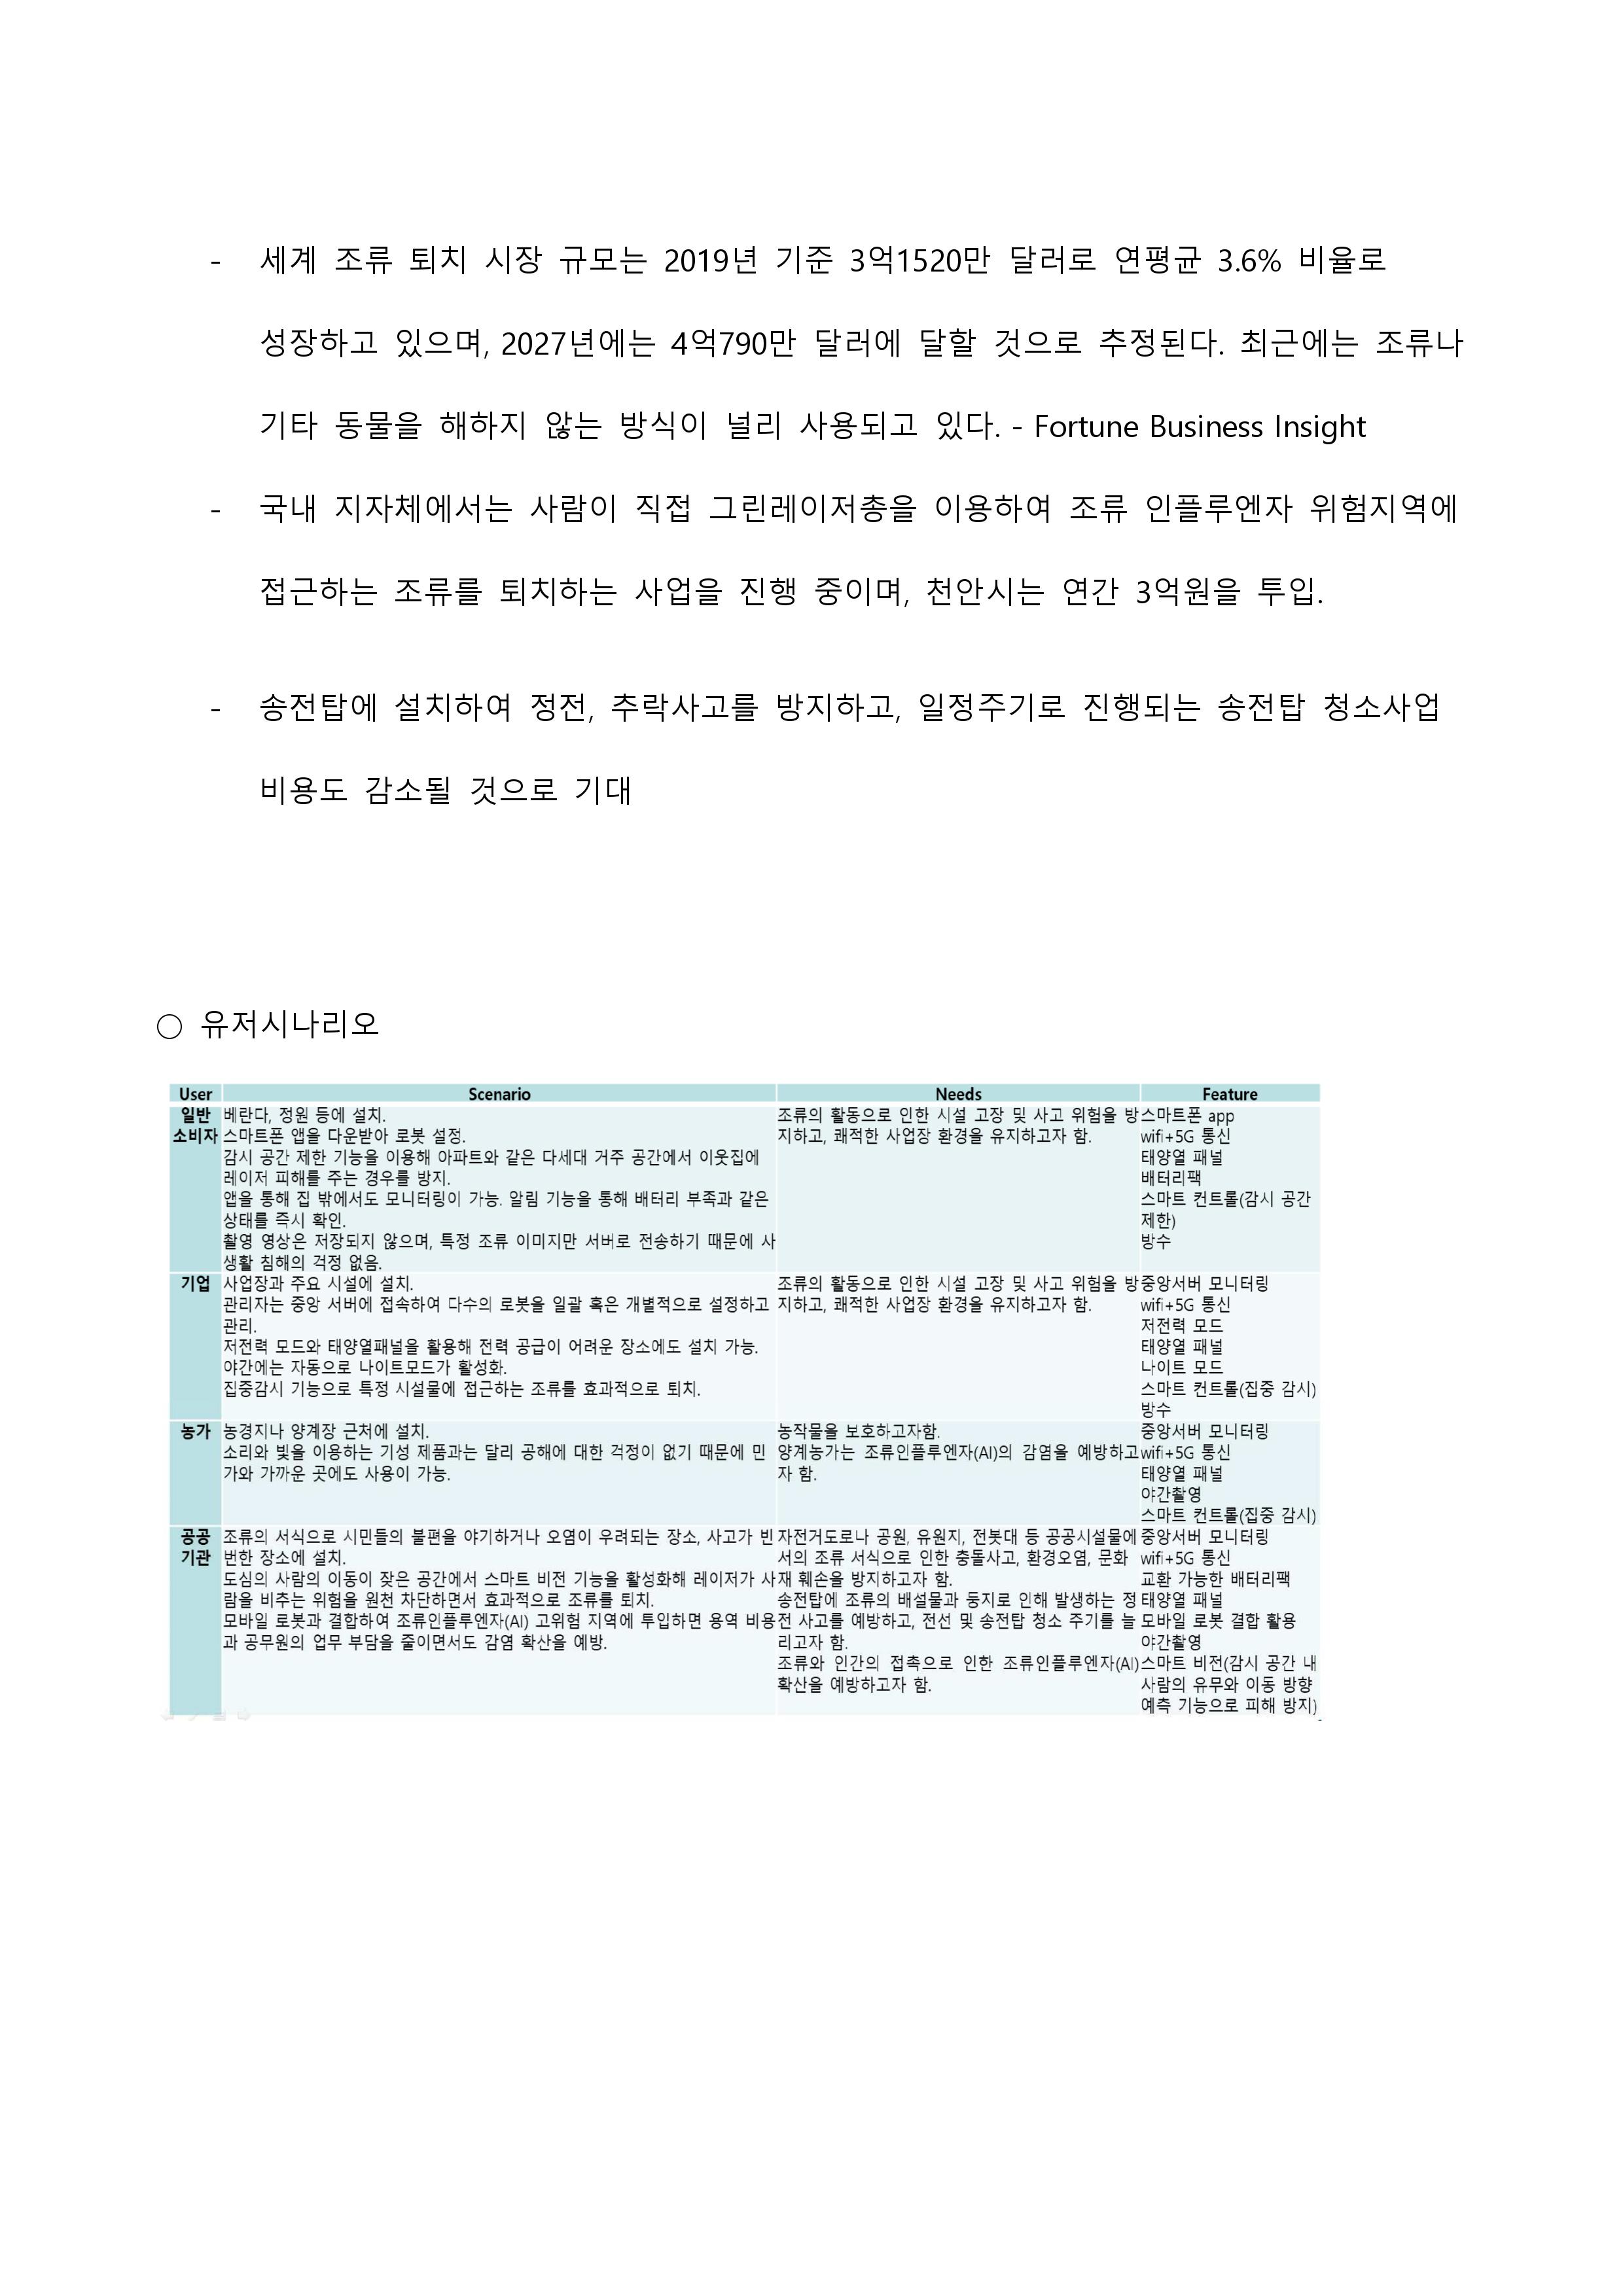 - 세계 조류 퇴치 시장 규모는 2019년 기준 3억1520만 달러로 연평균 3.6% 비율로
성장하고 있으며, 2027년에는 4억790만 달러에 달할 것으로 추정된다. 최근에는 조류나
기타 동물을 해하지 않는 방식이 널리 사용되고 있다. - Fortune Business Insight
- 국내 지자체에서는 사람이 직접 그린레이저총을 이용하여 조류 인플루엔자 위험지역에
접근하는 조류를 퇴치하는 사업을 진행 중이며, 천안시는 연간 3억원을 투입.
- 송전탑에 설치하여 정전, 추락사고를 방지하고, 일정주기로 진행되는 송전탑 청소사업
비용도 감소될 것으로 기대
○ 유저시나리오
User Scenario Needs Feature
일반
소비자
베란다, 정원 등에 설치.
스마트폰 앱을 다운받아 로봇 설정.
감시 공간 제한 기능을 이용해 아파트와 같은 다세대 거주 공간에서 이웃집에
레이저 피해를 주는 경우를 방지.
앱을 통해 집 밖에서도 모니터링이 가능. 알림 기능을 통해 배터리 부족과 같은
상태를 즉시 확인.
촬영 영상은 저장되지 않으며, 특정 조류 이미지만 서버로 전송하기 때문에 사
생활 침해의 걱정 없음.
조류의 활동으로 인한 시설 고장 및 사고 위험을 방
지하고, 쾌적한 사업장 환경을 유지하고자 함.
스마트폰 app
wifi+5G 통신
태양열 패널
배터리팩
스마트 컨트롤(감시 공간
제한)
방수
기업
사업장과 주요 시설에 설치.
관리자는 중앙 서버에 접속하여 다수의 로봇을 일괄 혹은 개별적으로 설정하고
관리.
저전력 모드와 태양열패널을 활용해 전력 공급이 어려운 장소에도 설치 가능.
야간에는 자동으로 나이트모드가 활성화.
집중감시 기능으로 특정 시설물에 접근하는 조류를 효과적으로 퇴치.
조류의 활동으로 인한 시설 고장 및 사고 위험을 방
지하고, 쾌적한 사업장 환경을 유지하고자 함.
중앙서버 모니터링
wifi+5G 통신
저전력 모드
태양열 패널
나이트 모드
스마트 컨트롤(집중 감시)
방수
농가
농경지나 양계장 근처에 설치.
소리와 빛을 이용하는 기성 제품과는 달리 공해에 대한 걱정이 없기 때문에 민
가와 가까운 곳에도 사용이 가능.
농작물을 보호하고자함.
양계농가는 조류인플루엔자(AI)의 감염을 예방하고
자 함.
중앙서버 모니터링
wifi+5G 통신
태양열 패널
야간촬영
스마트 컨트롤(집중 감시)
공공
기관
조류의 서식으로 시민들의 불편을 야기하거나 오염이 우려되는 장소, 사고가 빈
번한 장소에 설치.
도심의 사람의 이동이 잦은 공간에서 스마트 비전 기능을 활성화해 레이저가 사
람을 비추는 위험을 원천 차단하면서 효과적으로 조류를 퇴치.
모바일 로봇과 결합하여 조류인플루엔자(AI) 고위험 지역에 투입하면 용역 비용
과 공무원의 업무 부담을 줄이면서도 감염 확산을 예방.
자전거도로나 공원, 유원지, 전봇대 등 공공시설물에
서의 조류 서식으로 인한 충돌사고, 환경오염, 문화
재 훼손을 방지하고자 함.
송전탑에 조류의 배설물과 둥지로 인해 발생하는 정
전 사고를 예방하고, 전선 및 송전탑 청소 주기를 늘
리고자 함.
조류와 인간의 접촉으로 인한 조류인플루엔자(AI)
확산을 예방하고자 함.
중앙서버 모니터링
wifi+5G 통신
교환 가능한 배터리팩
태양열 패널
모바일 로봇 결합 활용
야간촬영
스마트 비전(감시 공간 내
사람의 유무와 이동 방향
예측 기능으로 피해 방지)